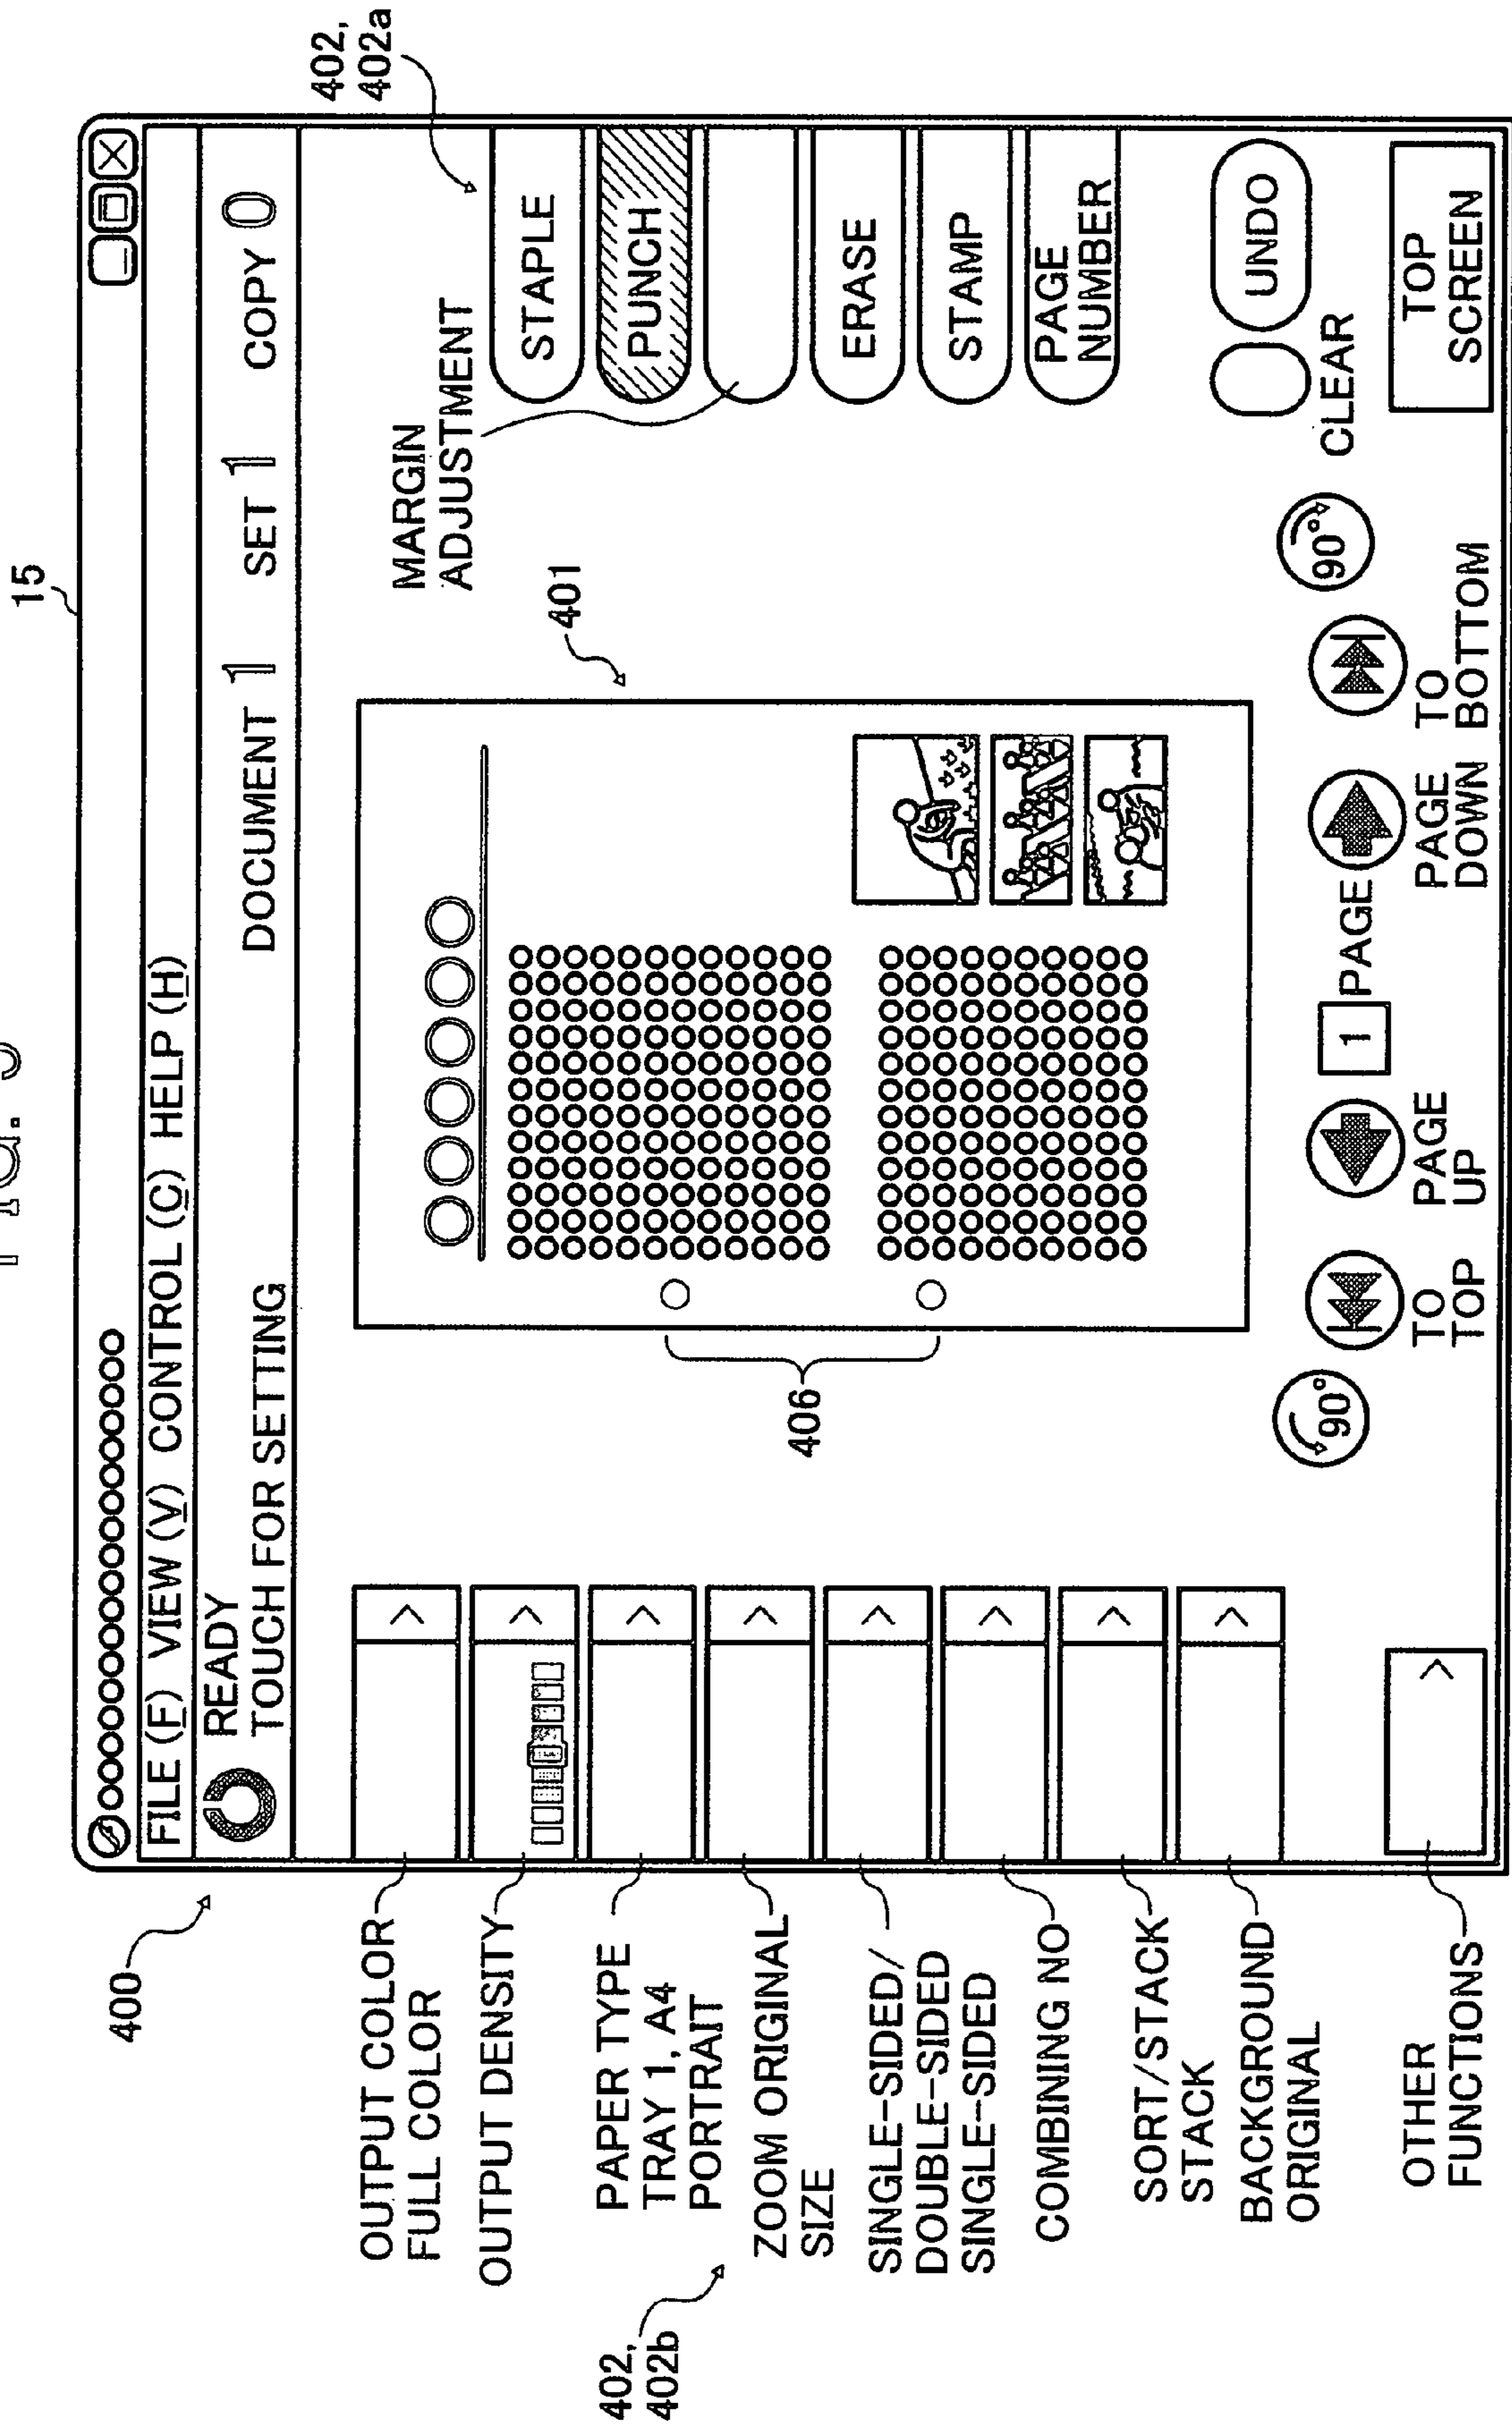 15
400
402,
402a
FILE (F) VIEW (V) CONTROL (C) HELP (H)
READY
TOUCH FOR SETTING
DOCUMENT 1 SET 1 COPY 0
OUTPUT COLOR
FULL COLOR
OUTPUT DENSITY
PAPER TYPE
TRAY 1, A4
PORTRAIT
ZOOM ORIGINAL
SIZE
SINGLE-SIDED/
DOUBLE-SIDED
SINGLE-SIDED
COMBINING NO
SORT/STACK
STACK
BACKGROUND
ORIGINAL
OTHER
FUNCTIONS
402,
402b
406
401
MARGIN
ADJUSTMENT
STAPLE
PUNCH
ERASE
STAMP
PAGE
NUMBER
CLEAR
UNDO
90°
TO
TOP
PAGE
UP
1 PAGE
PAGE
DOWN
TO
BOTTOM
90°
TOP
SCREEN